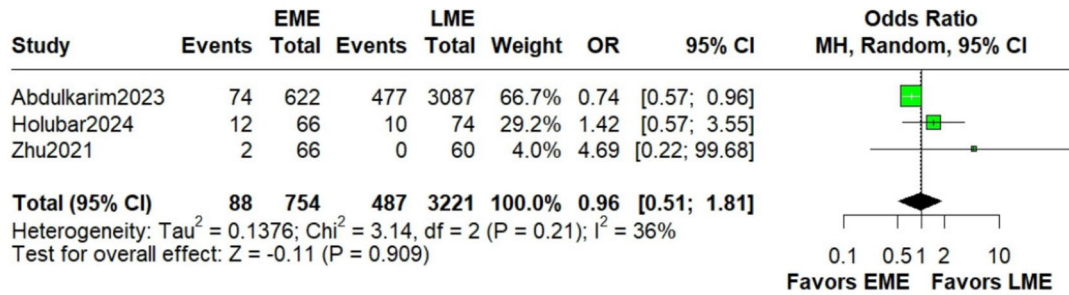 EME LME Odds Ratio
Study Events Total Events Total Weight OR 95% CI MH, Random, 95% CI
Abdulkarim2023 74 622 477 3087 66.7% 0.74 [0.57; 0.96]
Holubar2024 12 66 10 74 29.2% 1.42 [0.57; 3.55]
Zhu2021 2 66 0 60 4.0% 4.69 [0.22; 99.68]
Total (95% CI) 88 754 487 3221 100.0% 0.96 [0.51; 1.81]
Heterogeneity: Tau² = 0.1376; Chi² = 3.14, df = 2 (P = 0.21); I² = 36%
Test for overall effect: Z = -0.11 (P = 0.909)
0.1 0.5 1 2 10
Favors EME Favors LME